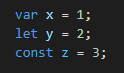 var x = 1;
let y = 2;
const z = 3;